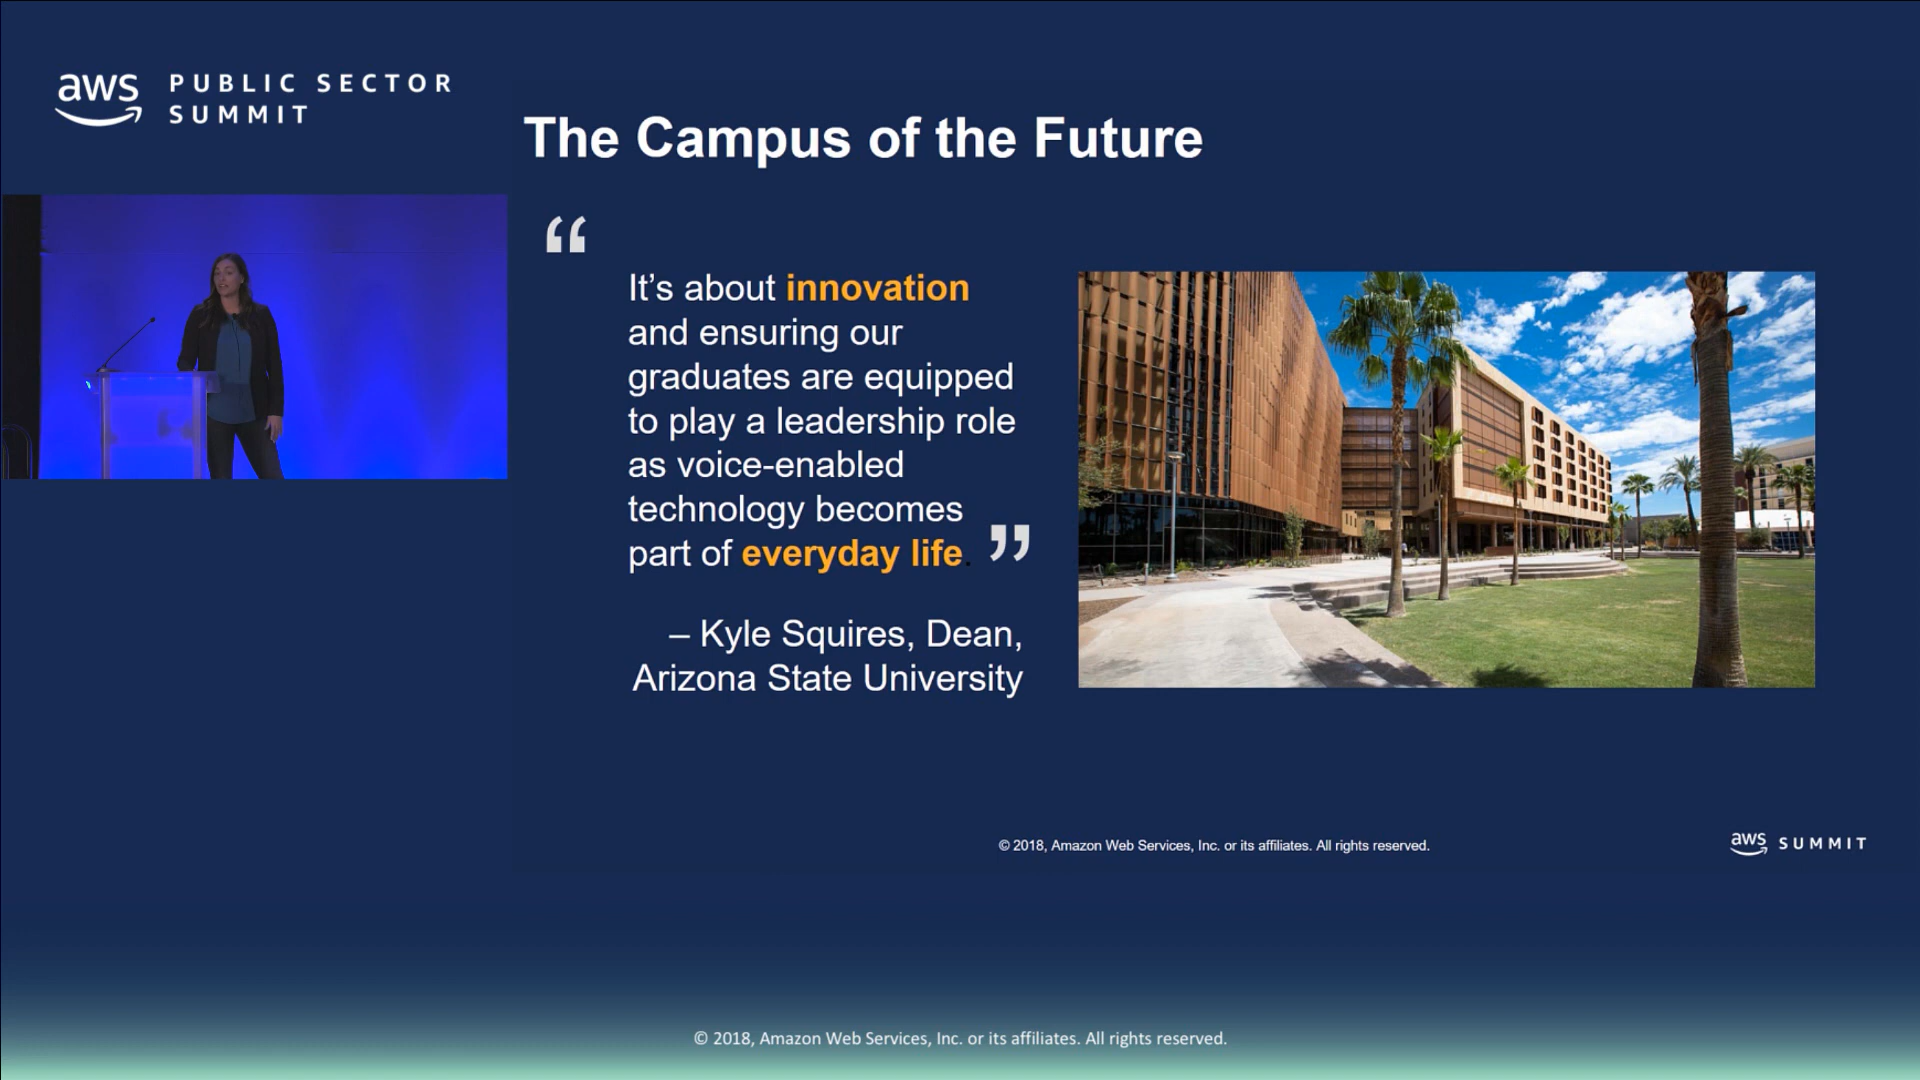 aws PUBLIC SECTOR
SUMMIT
The Campus of the Future
“
It’s about innovation
and ensuring our
graduates are equipped
to play a leadership role
as voice-enabled
technology becomes
part of everyday life. ”
– Kyle Squires, Dean,
Arizona State University
© 2018, Amazon Web Services, Inc. or its affiliates. All rights reserved.
aws SUMMIT
© 2018, Amazon Web Services, Inc. or its affiliates. All rights reserved.